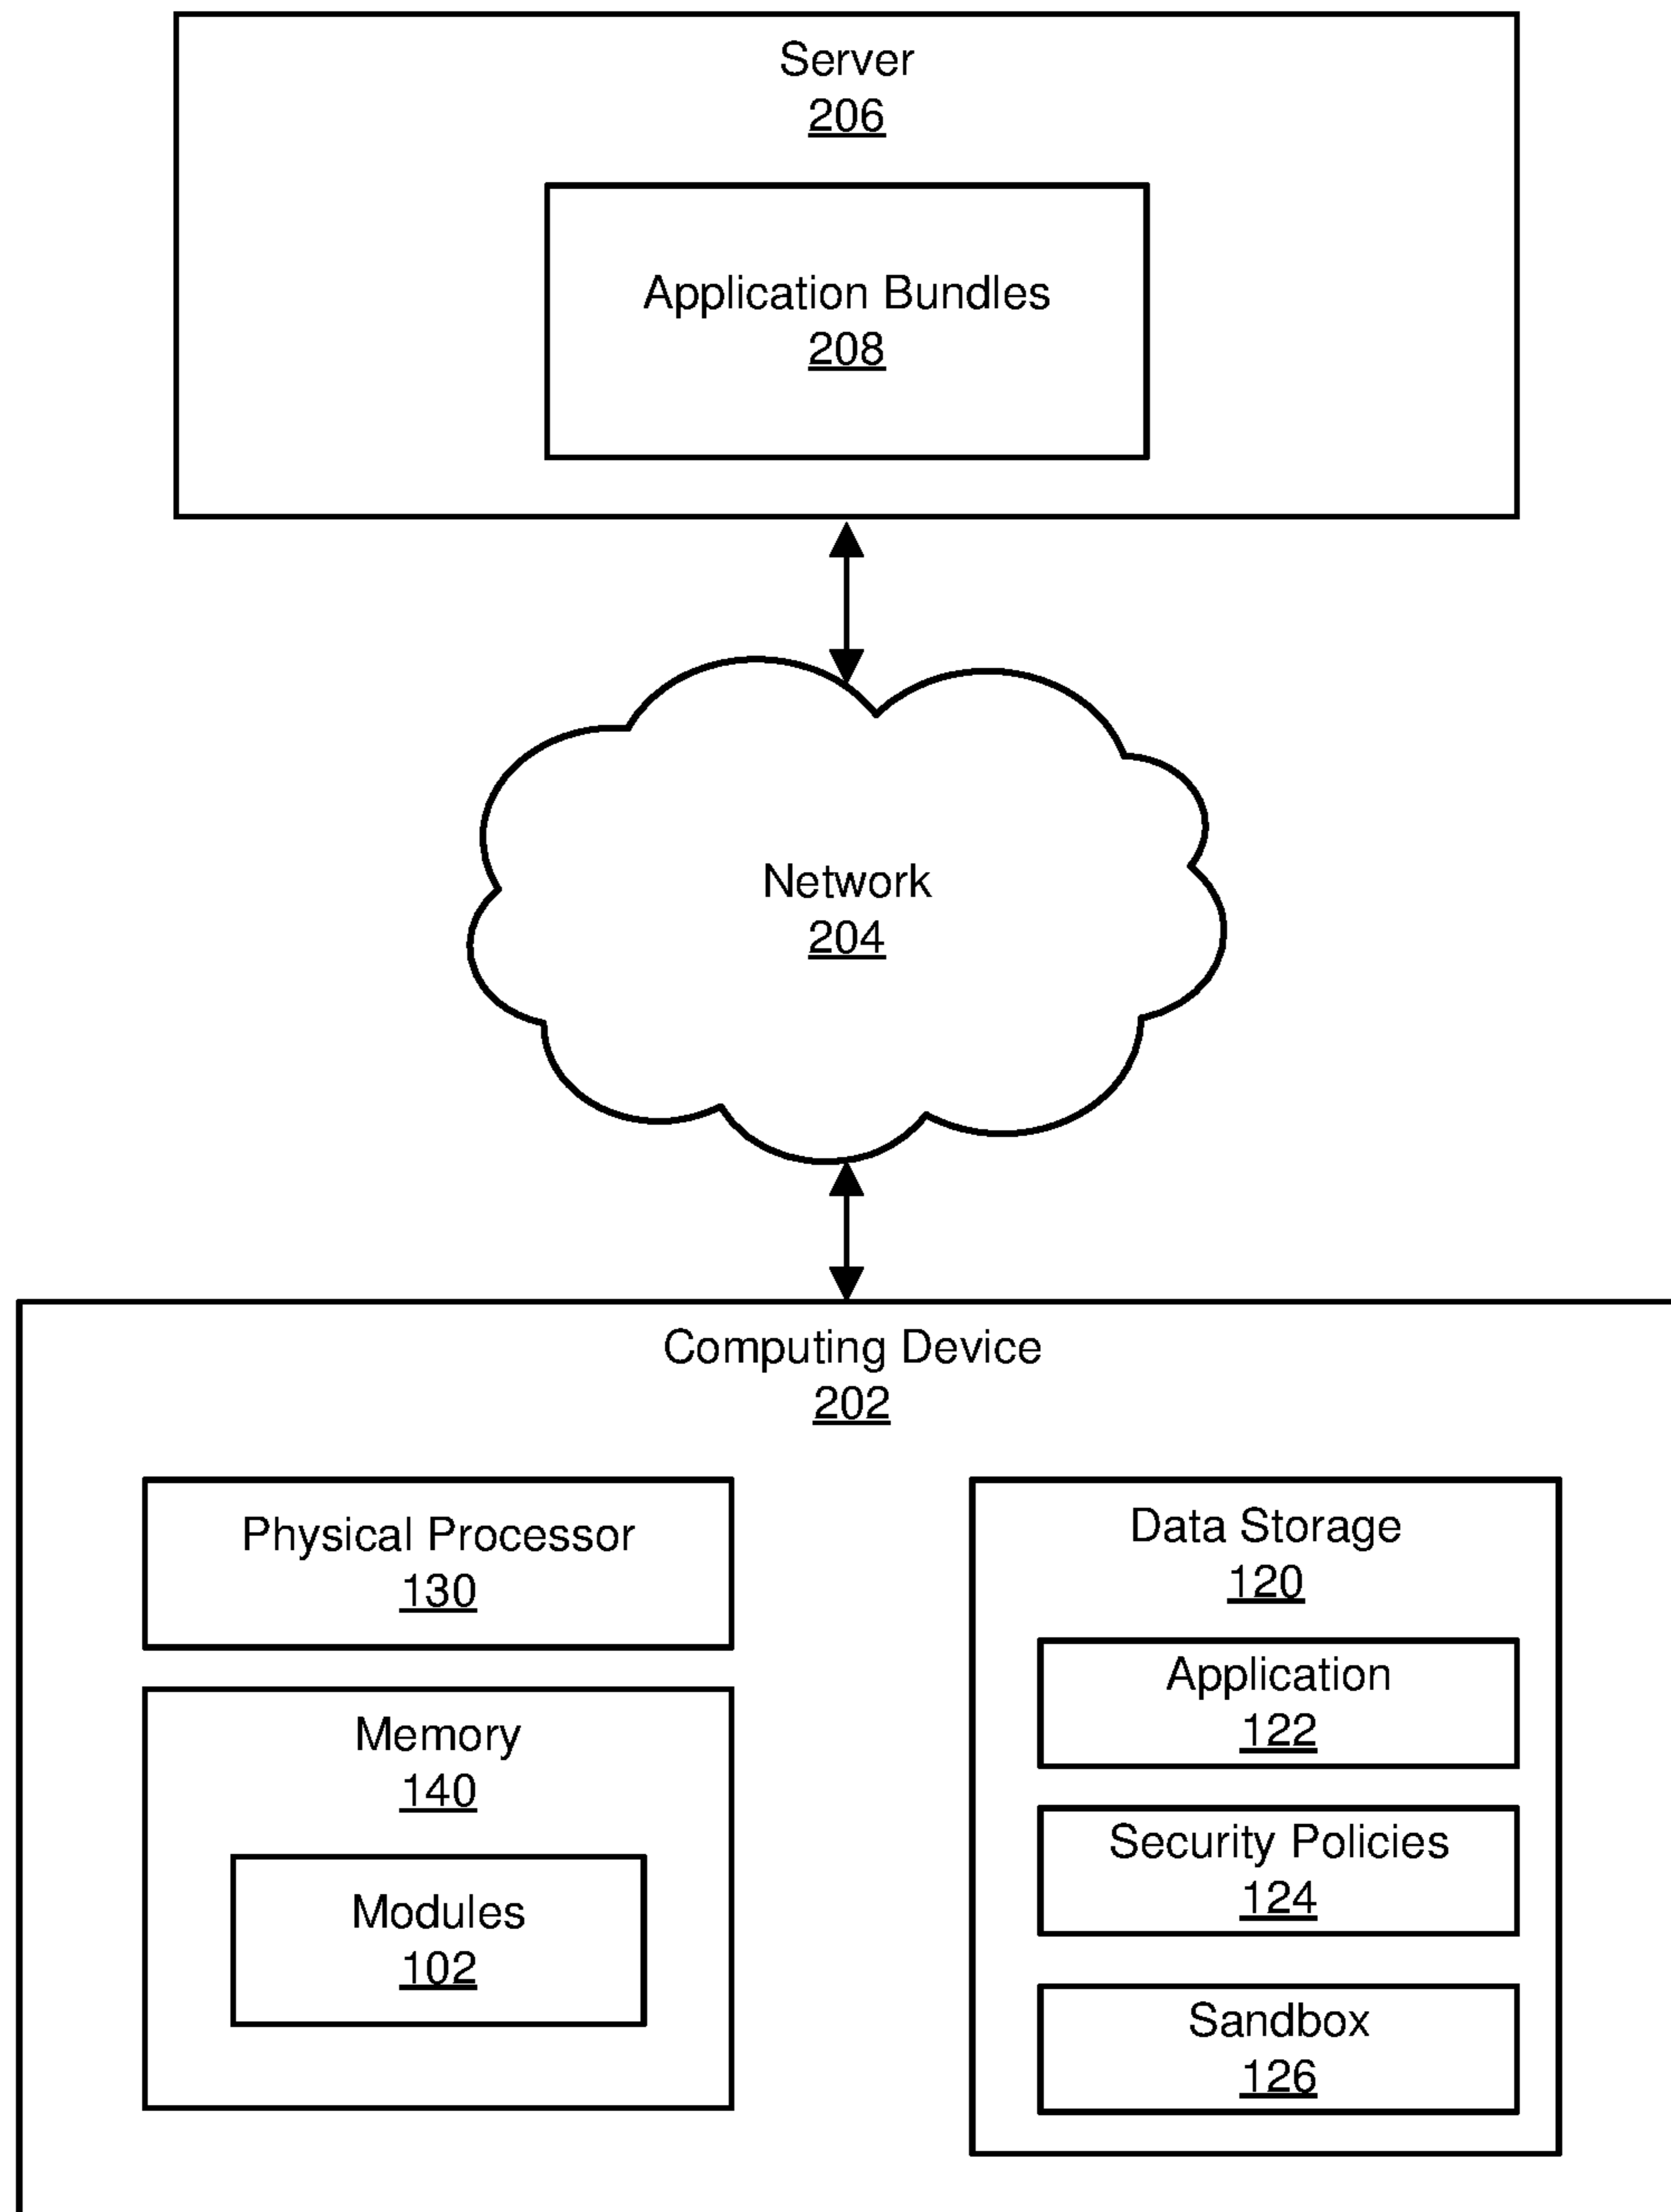 Server
206
Application Bundles
208
Network
204
Computing Device
202
Physical Processor
130
Memory
140
Modules
102
Data Storage
120
Application
122
Security Policies
124
Sandbox
126